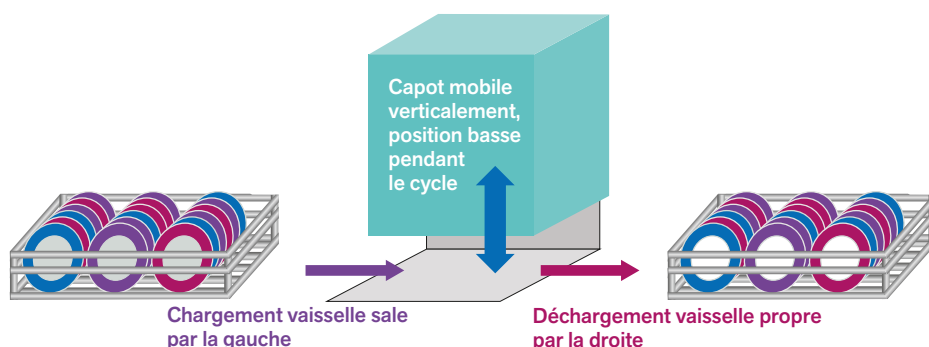 Capot mobile
verticalement,
position basse
pendant
le cycle
Chargement vaisselle sale
par la gauche
Déchargement vaisselle propre
par la droite